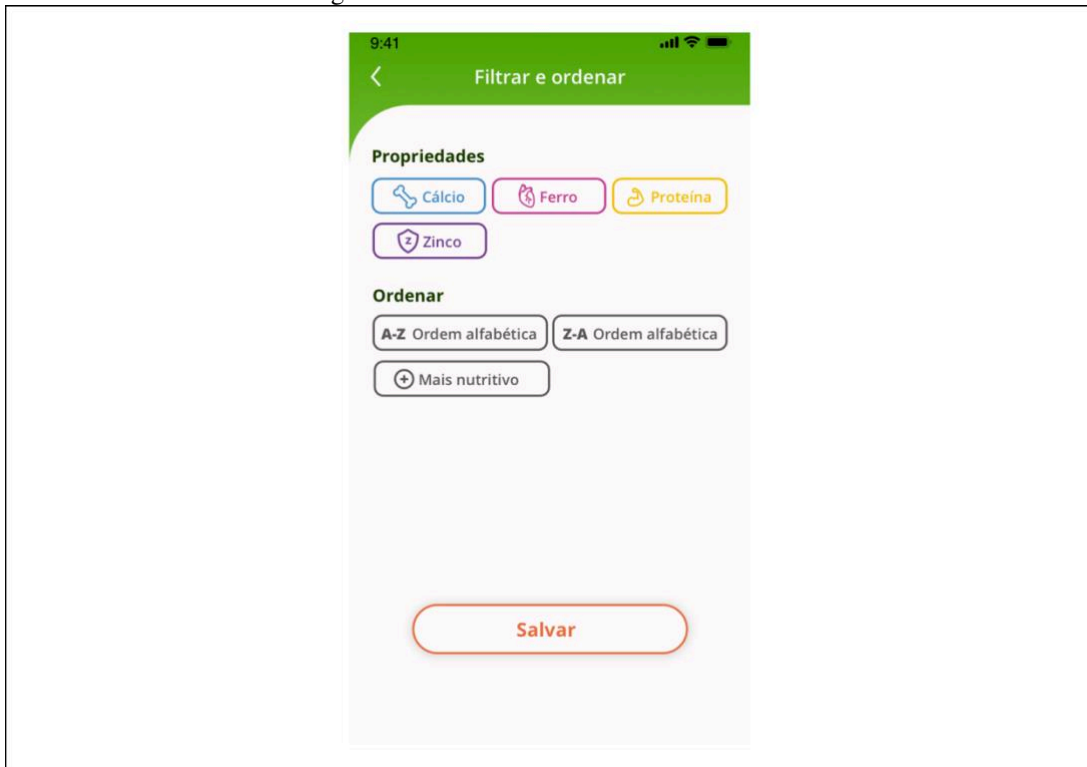 9:41
Filtrar e ordenar
Propriedades
Cálcio Ferro Proteína
Z Zinco
Ordenar
A-Z Ordem alfabética Z-A Ordem alfabética
Mais nutritivo
Salvar